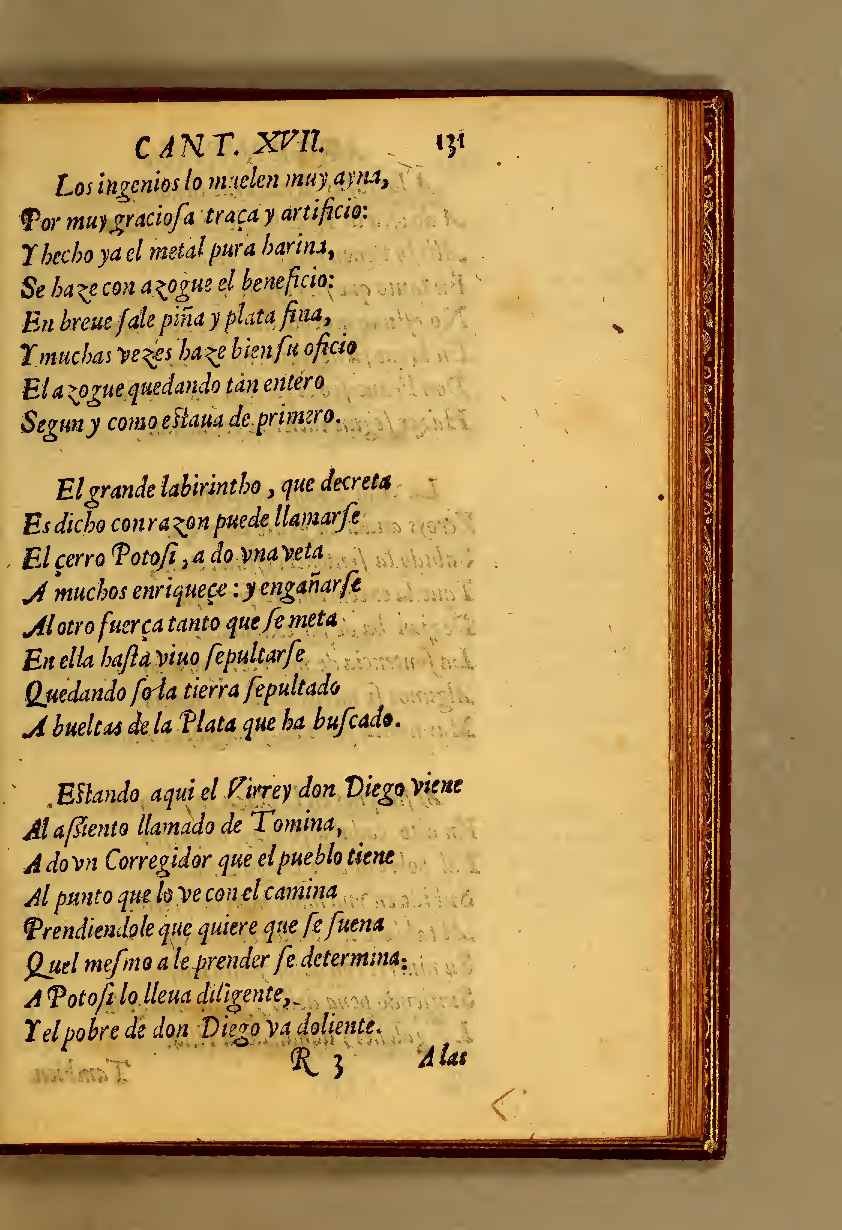 CANT. XVII. 131
Los ingenios lo muelen muy ayna,
Por muy gracioſa traça y artificio:
Y hecho ya el metal pura harina,
Se haze con azogue el beneficio:
En breue ſale piña y plata fina,
Y muchas vezes haze bien ſu oficio
El azogue quedando tan entero
Segun y como eſtaua de primero.
El grande labirintho, que decreta
Es dicho con razon puede llamarſe
El çerro Potoſi, a do vna veta
A muchos enriqueçe: y engañarſe
Al otro fuerça tanto que ſe meta
En ella haſta viuo ſepultarſe
Quedando ſo la tierra ſepultado
A bueltas de la Plata que ha buſcado.
Eſtando aqui el Virrey don Diego viene
Al aſsiento llamado de Tomina,
A do vn Corregidor que el pueblo tiene
Al punto que lo ve con el camina
Prendiendole que quiere que ſe ſuena
Quel meſmo a le prender ſe determina:
A Potoſi lo lleua diligente,
Y el pobre de don Diego va doliente.
R 3 A las